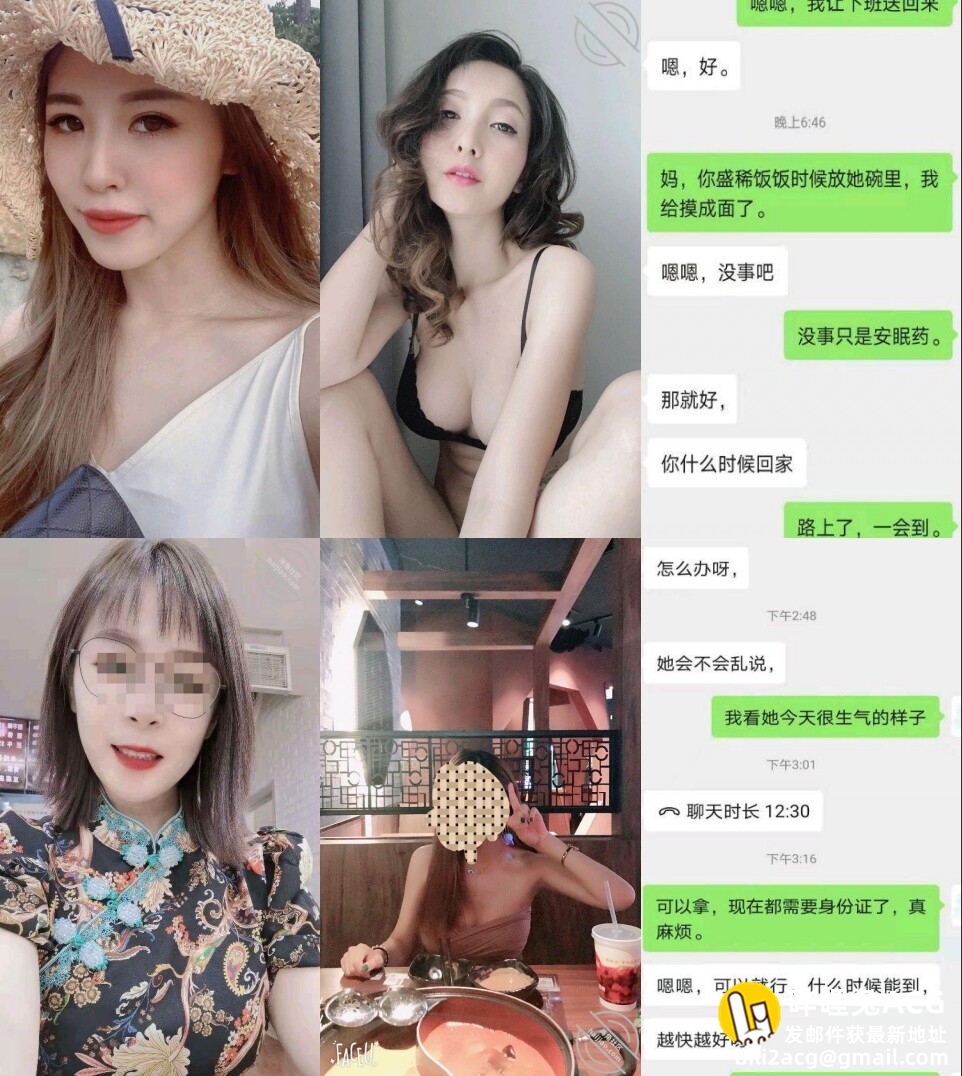 嗯嗯，我让下班送回来
嗯，好。
晚上6:46
妈，你盛稀饭饭时候放她碗里，我
给摸成面了。
嗯嗯，没事吧
没事只是安眠药。
那就好，
你什么时候回家
路上了，一会到。
怎么办呀，
下午2:48
她会不会乱说，
我看她今天很生气的样子
下午3:01
聊天时长 12:30
下午3:16
可以拿，现在都需要身份证了，真
麻烦。
嗯嗯，可以就行，什么时候能到，
越快越好
ACG
发邮件获最新地址
@gmail.com
FACEU